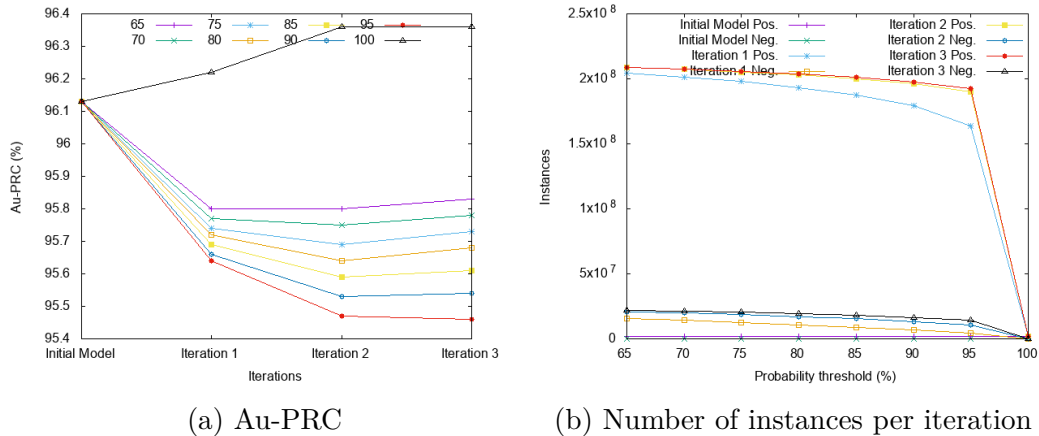 96.4
96.3
96.2
96.1
96
95.9
95.8
95.7
95.6
95.5
95.4
Au-PRC (%)
65 75 85 95
70 80 90 100
Initial Model Iteration 1 Iteration 2 Iteration 3
Iterations
(a) Au-PRC
2.5x10^8
2x10^8
1.5x10^8
1x10^8
5x10^7
0
Instances
Initial Model Pos. Iteration 2 Pos.
Initial Model Neg. Iteration 2 Neg.
Iteration 1 Pos. Iteration 3 Pos.
Iteration 1 Neg. Iteration 3 Neg.
65 70 75 80 85 90 95 100
Probability threshold (%)
(b) Number of instances per iteration